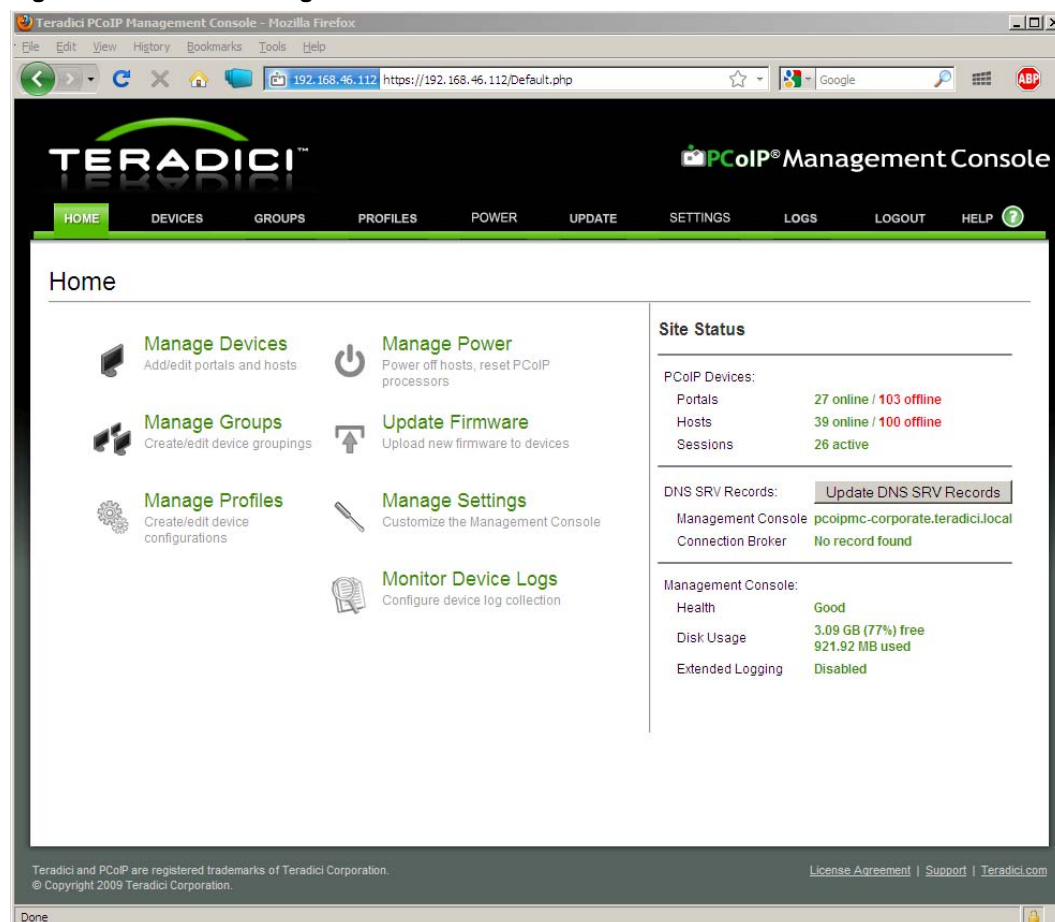 Teradici PCoIP Management Console - Mozilla Firefox
File Edit View History Bookmarks Tools Help
192.168.46.112 https://192.168.46.112/Default.php
Google
ABP
TERADICI™
PCoIP® Management Console
HOME DEVICES GROUPS PROFILES POWER UPDATE SETTINGS LOGS LOGOUT HELP ?
Home
Manage Devices
Add/edit portals and hosts
Manage Power
Power off hosts, reset PCoIP
processors
Manage Groups
Create/edit device groupings
Update Firmware
Upload new firmware to devices
Manage Profiles
Create/edit device
configurations
Manage Settings
Customize the Management Console
Monitor Device Logs
Configure device log collection
Site Status
PCoIP Devices:
Portals 27 online / 103 offline
Hosts 39 online / 100 offline
Sessions 26 active
DNS SRV Records: Update DNS SRV Records
Management Console pcoipmc-corporate.teradici.local
Connection Broker No record found
Management Console:
Health Good
Disk Usage 3.09 GB (77%) free
921.92 MB used
Extended Logging Disabled
Teradici and PCoIP are registered trademarks of Teradici Corporation.
© Copyright 2009 Teradici Corporation.
License Agreement | Support | Teradici.com
Done